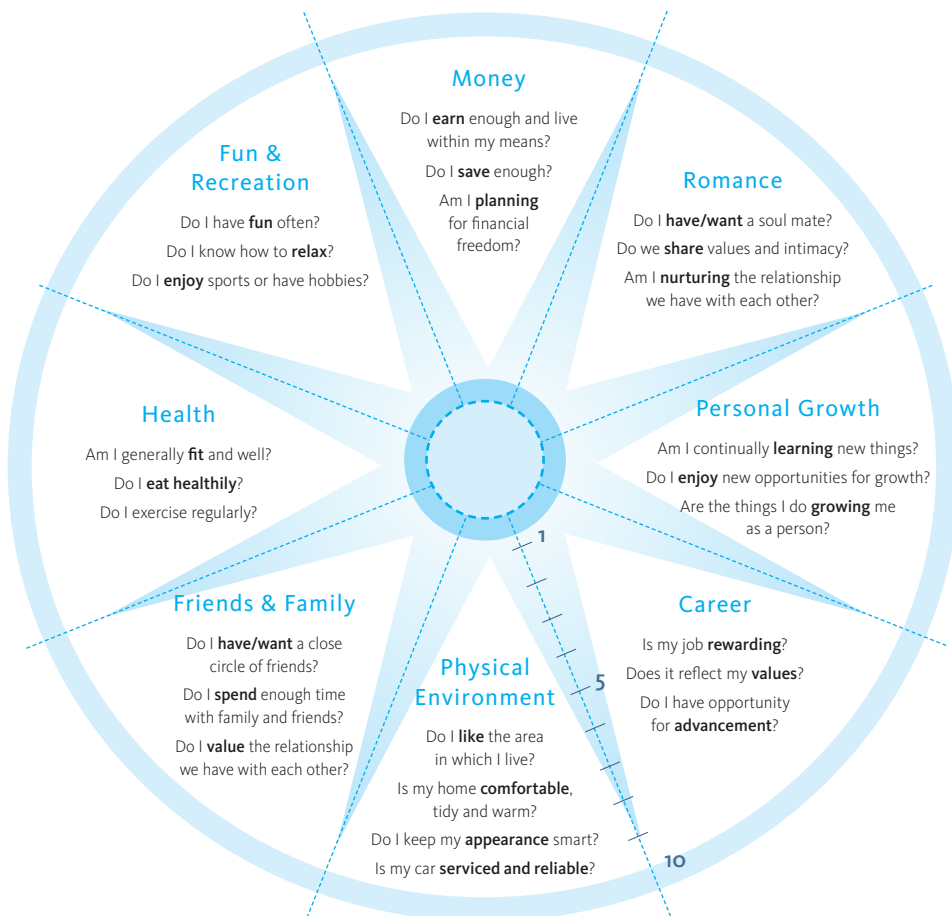 Money
Do I earn enough and live
within my means?
Do I save enough?
Am I planning
for financial
freedom?
Romance
Do I have/want a soul mate?
Do we share values and intimacy?
Am I nurturing the relationship
we have with each other?
Personal Growth
Am I continually learning new things?
Do I enjoy new opportunities for growth?
Are the things I do growing me
as a person?
Career
Is my job rewarding?
Does it reflect my values?
Do I have opportunity
for advancement?
Physical
Environment
Do I like the area
in which I live?
Is my home comfortable,
tidy and warm?
Do I keep my appearance smart?
Is my car serviced and reliable?
Friends & Family
Do I have/want a close
circle of friends?
Do I spend enough time
with family and friends?
Do I value the relationship
we have with each other?
Health
Am I generally fit and well?
Do I eat healthily?
Do I exercise regularly?
Fun &
Recreation
Do I have fun often?
Do I know how to relax?
Do I enjoy sports or have hobbies?
1
5
10